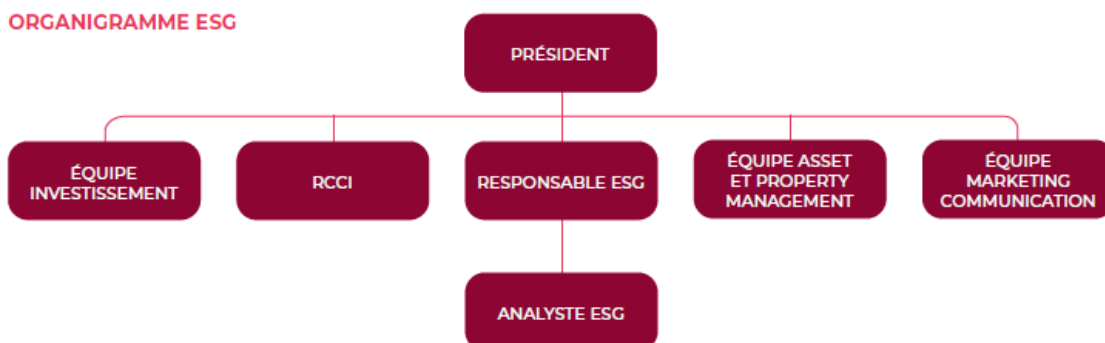 ORGANIGRAMME ESG
PRÉSIDENT
ÉQUIPE
INVESTISSEMENT
RCCI
RESPONSABLE ESG
ÉQUIPE ASSET
ET PROPERTY
MANAGEMENT
ÉQUIPE
MARKETING
COMMUNICATION
ANALYSTE ESG